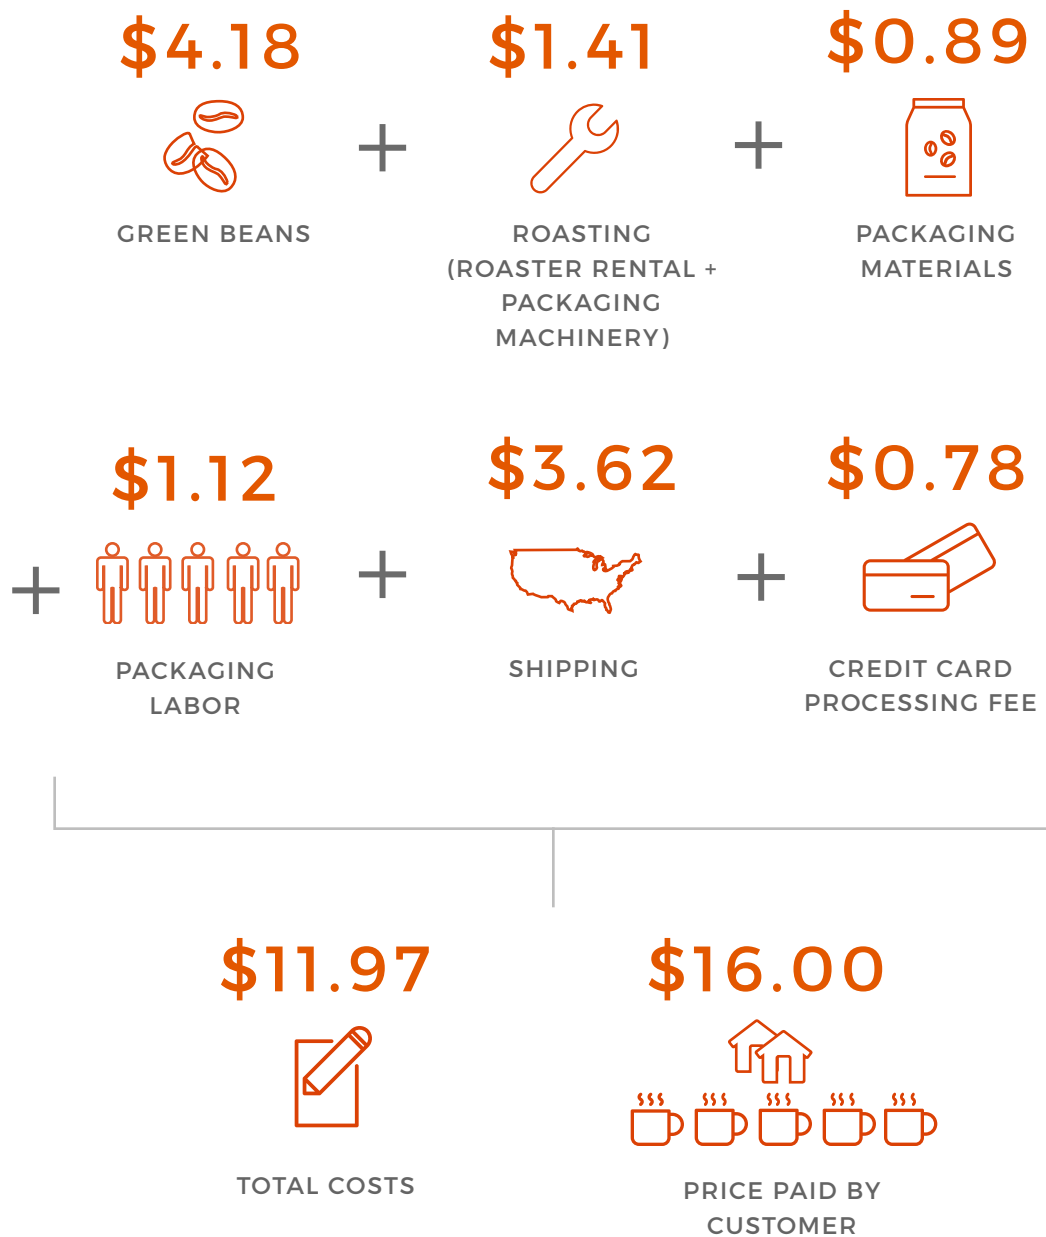 $4.18
+
$1.41
+
$0.89
GREEN BEANS
ROASTING
(ROASTER RENTAL +
PACKAGING
MACHINERY)
PACKAGING
MATERIALS
+
$1.12
+
$3.62
+
$0.78
PACKAGING
LABOR
SHIPPING
CREDIT CARD
PROCESSING FEE
$11.97
$16.00
TOTAL COSTS
PRICE PAID BY
CUSTOMER